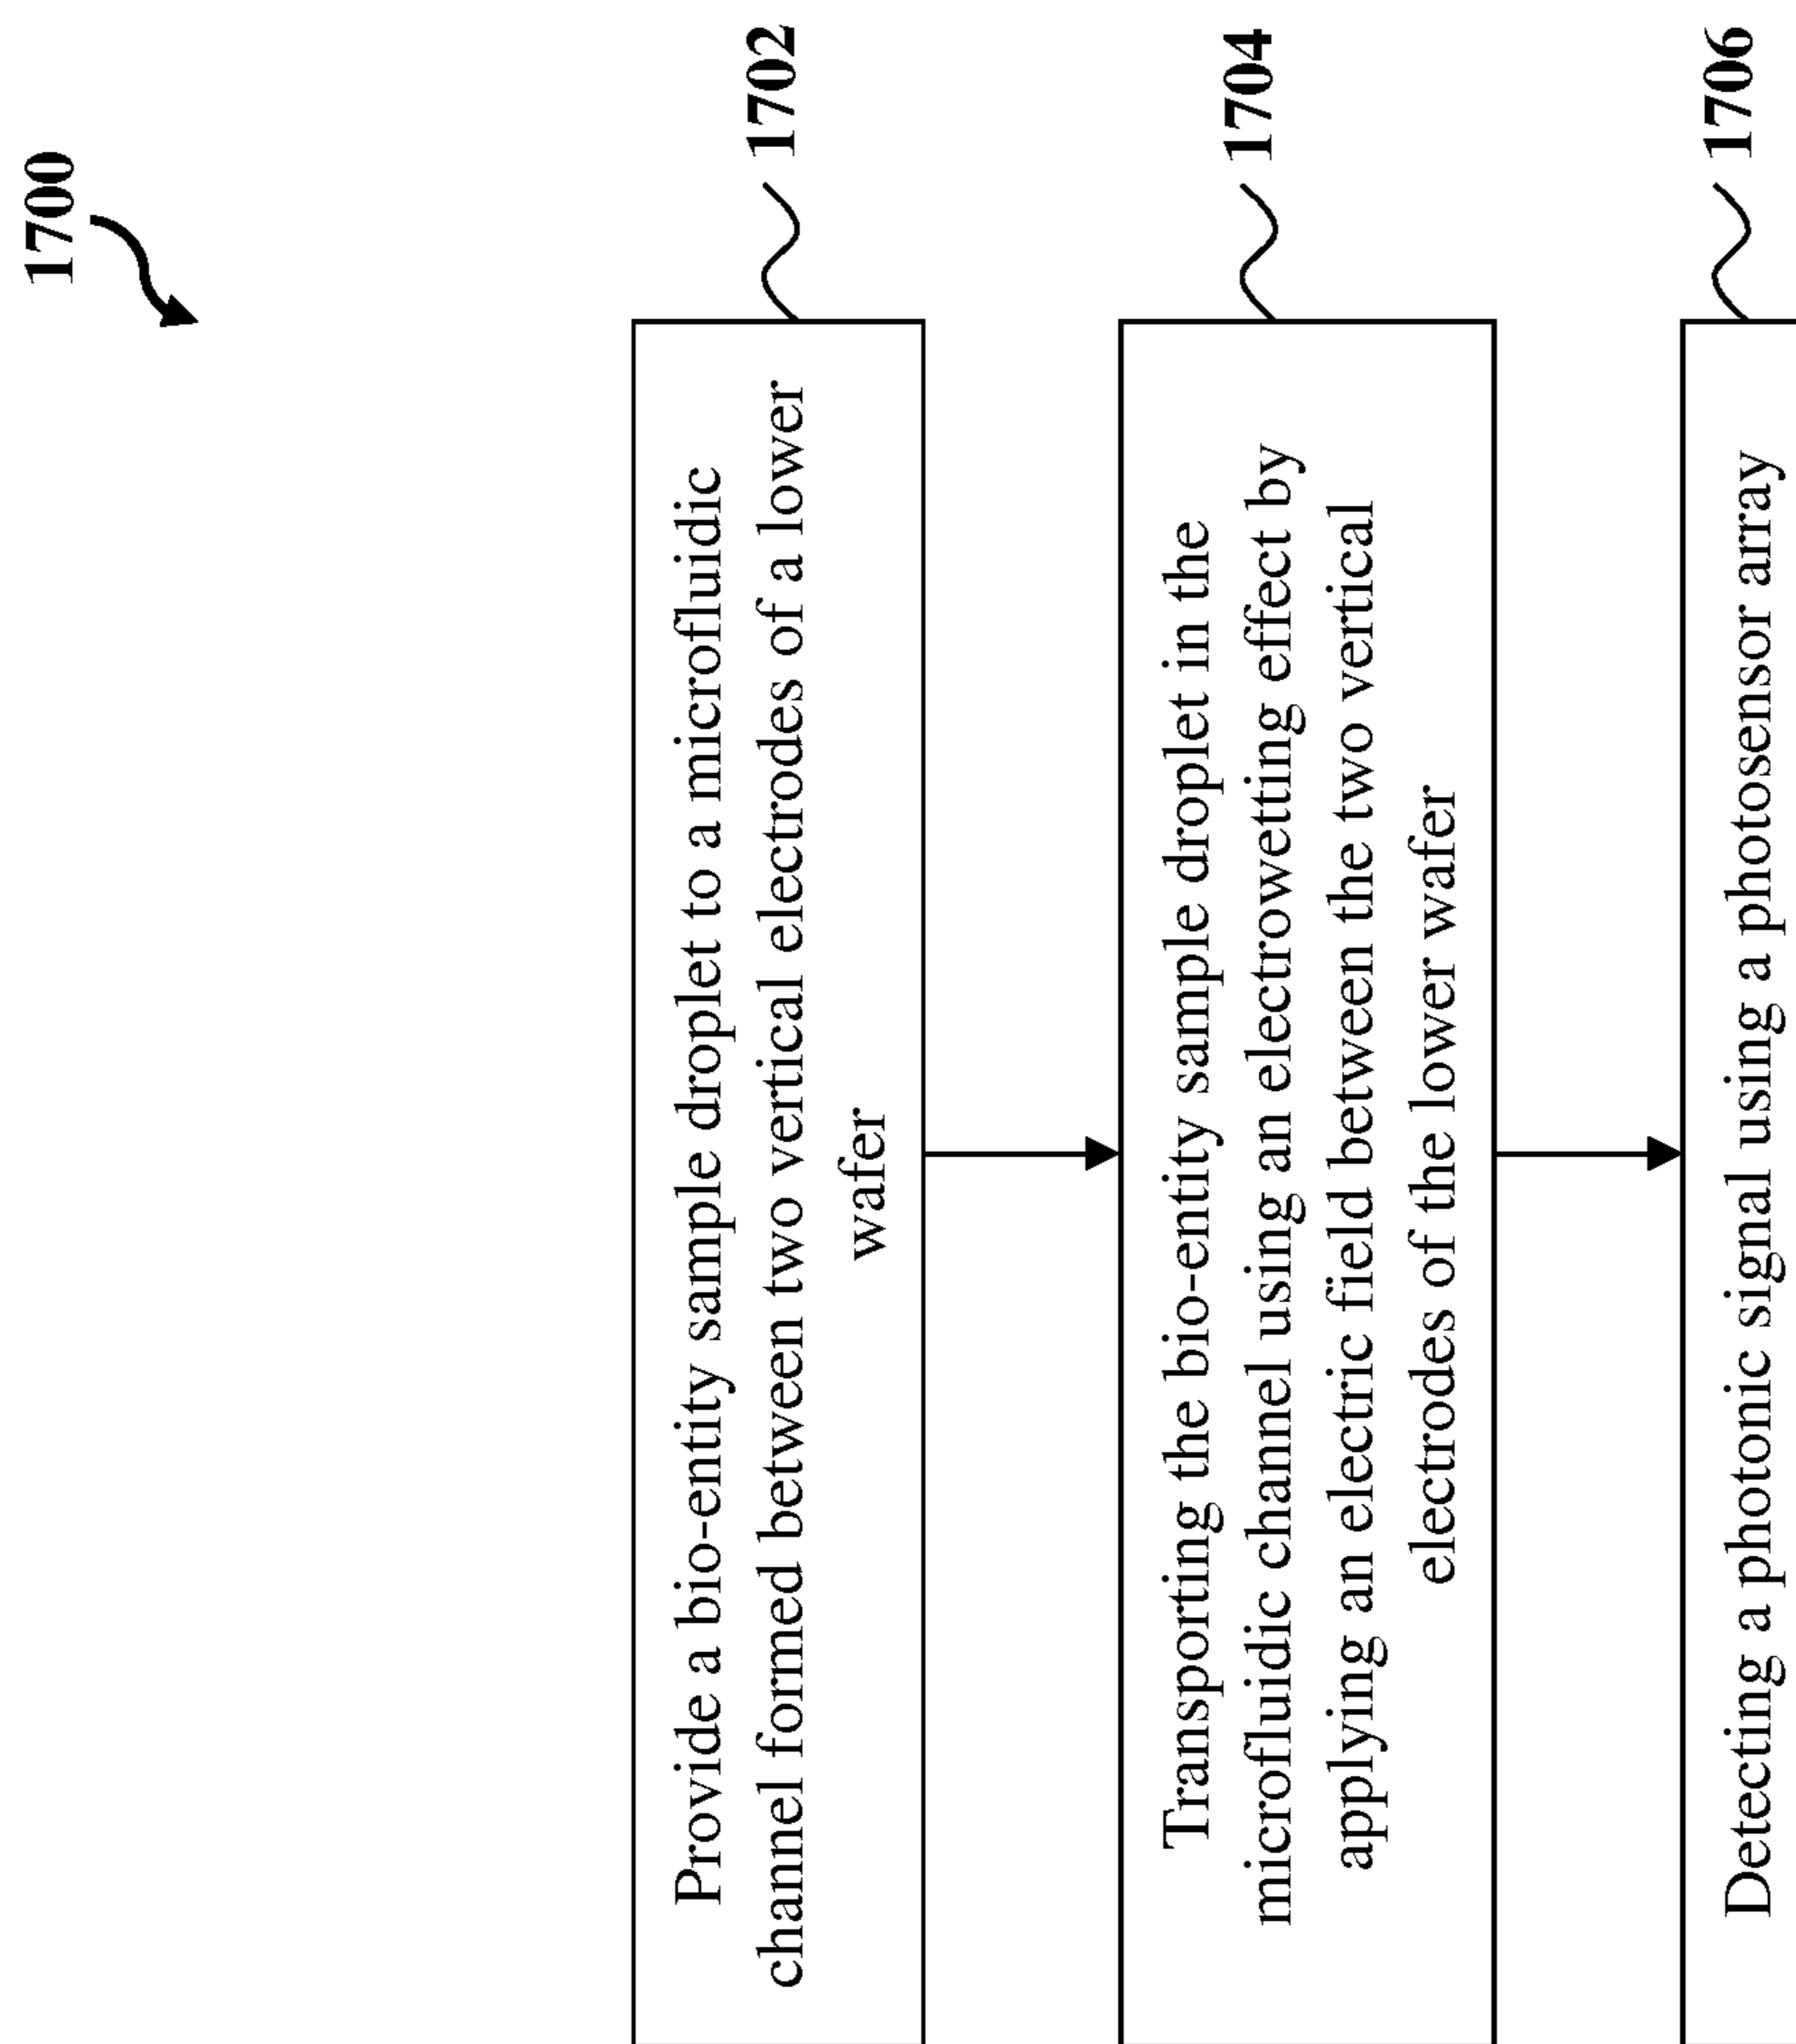 1700
Provide a bio-entity sample droplet to a microfluidic
channel formed between two vertical electrodes of a lower
wafer
1702
Transporting the bio-entity sample droplet in the
microfluidic channel using an electrowetting effect by
applying an electric field between the two vertical
electrodes of the lower wafer
1704
Detecting a photonic signal using a photosensor array
1706